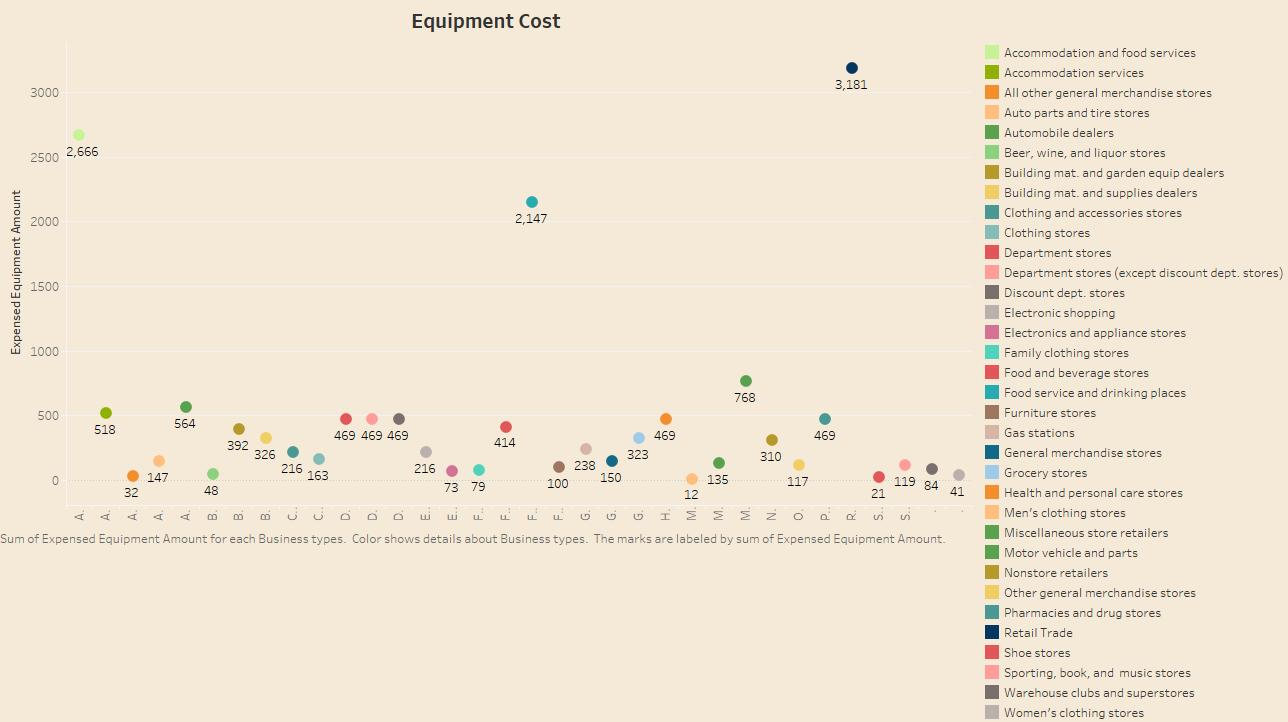 Equipment Cost
Expensed Equipment Amount
3000
2500
2000
1500
1000
500
0
2,666
518
32
147
564
48
392
326
216
163
469
469
469
216
73
79
414
2,147
100
238
150
323
469
12
135
768
310
117
469
3,181
21
119
84
41
A.
A.
A.
A.
A.
B.
B.
B.
C.
C.
D.
D.
D.
E.
E.
F.
F.
F.
F.
G.
G.
G.
H.
M.
M.
M.
N.
O.
P.
R.
S.
S.
.
.
Sum of Expensed Equipment Amount for each Business types. Color shows details about Business types. The marks are labeled by sum of Expensed Equipment Amount.
Accommodation and food services
Accommodation services
All other general merchandise stores
Auto parts and tire stores
Automobile dealers
Beer, wine, and liquor stores
Building mat. and garden equip dealers
Building mat. and supplies dealers
Clothing and accessories stores
Clothing stores
Department stores
Department stores (except discount dept. stores)
Discount dept. stores
Electronic shopping
Electronics and appliance stores
Family clothing stores
Food and beverage stores
Food service and drinking places
Furniture stores
Gas stations
General merchandise stores
Grocery stores
Health and personal care stores
Men’s clothing stores
Miscellaneous store retailers
Motor vehicle and parts
Nonstore retailers
Other general merchandise stores
Pharmacies and drug stores
Retail Trade
Shoe stores
Sporting, book, and music stores
Warehouse clubs and superstores
Women’s clothing stores